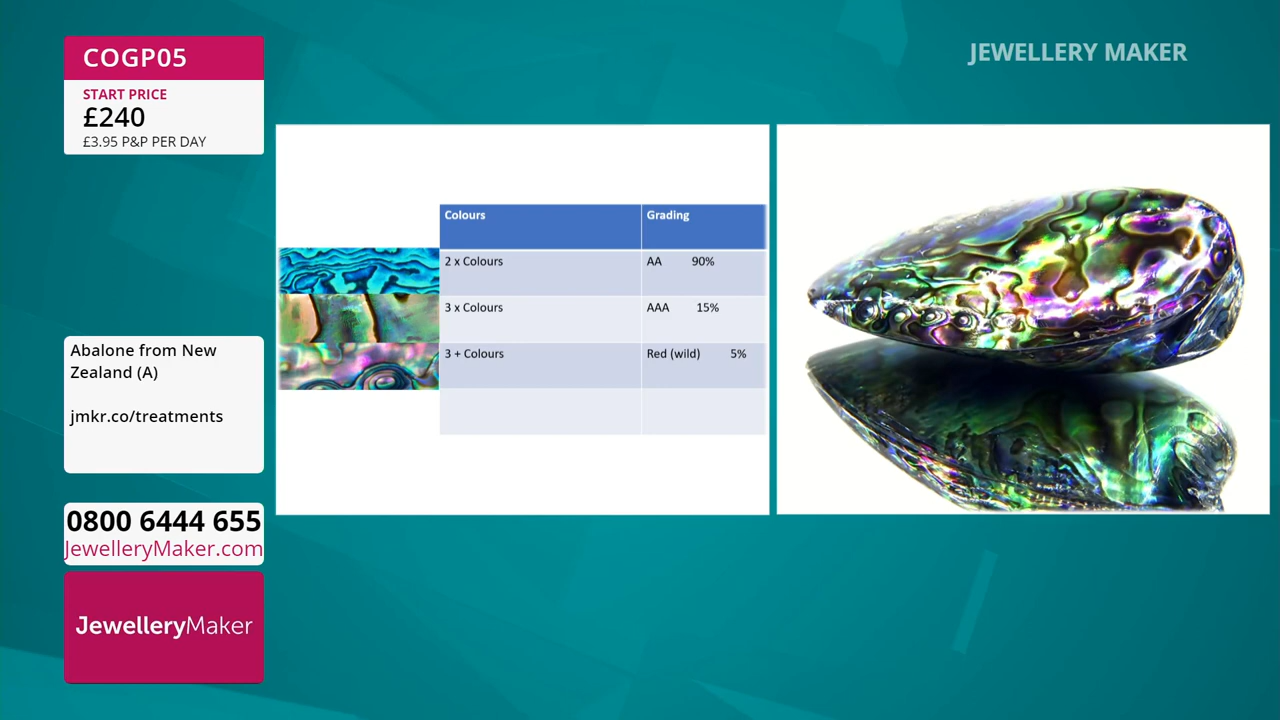 COGP05
START PRICE
£240
£3.95 P&P PER DAY
Abalone from New
Zealand (A)
jmkr.co/treatments
0800 6444 655
JewelleryMaker.com
JewelleryMaker
JEWELLERY MAKER
Colours Grading
2 x Colours AA 90%
3 x Colours AAA 15%
3 + Colours Red (wild) 5%